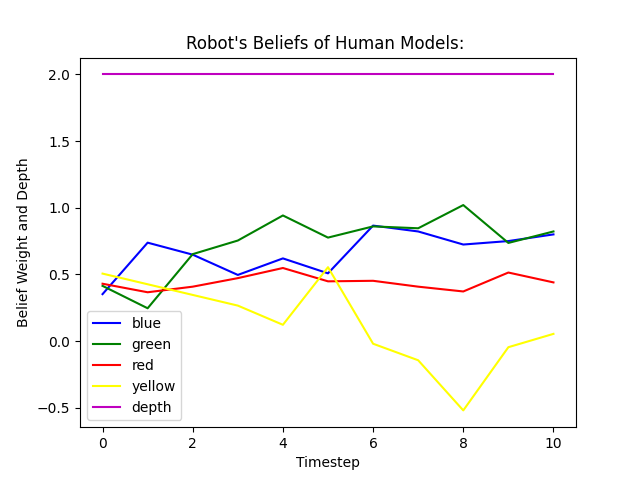 Robot's Beliefs of Human Models:
Belief Weight and Depth
2.0
1.5
1.0
0.5
0.0
−0.5
blue
green
red
yellow
depth
0 2 4 6 8 10
Timestep